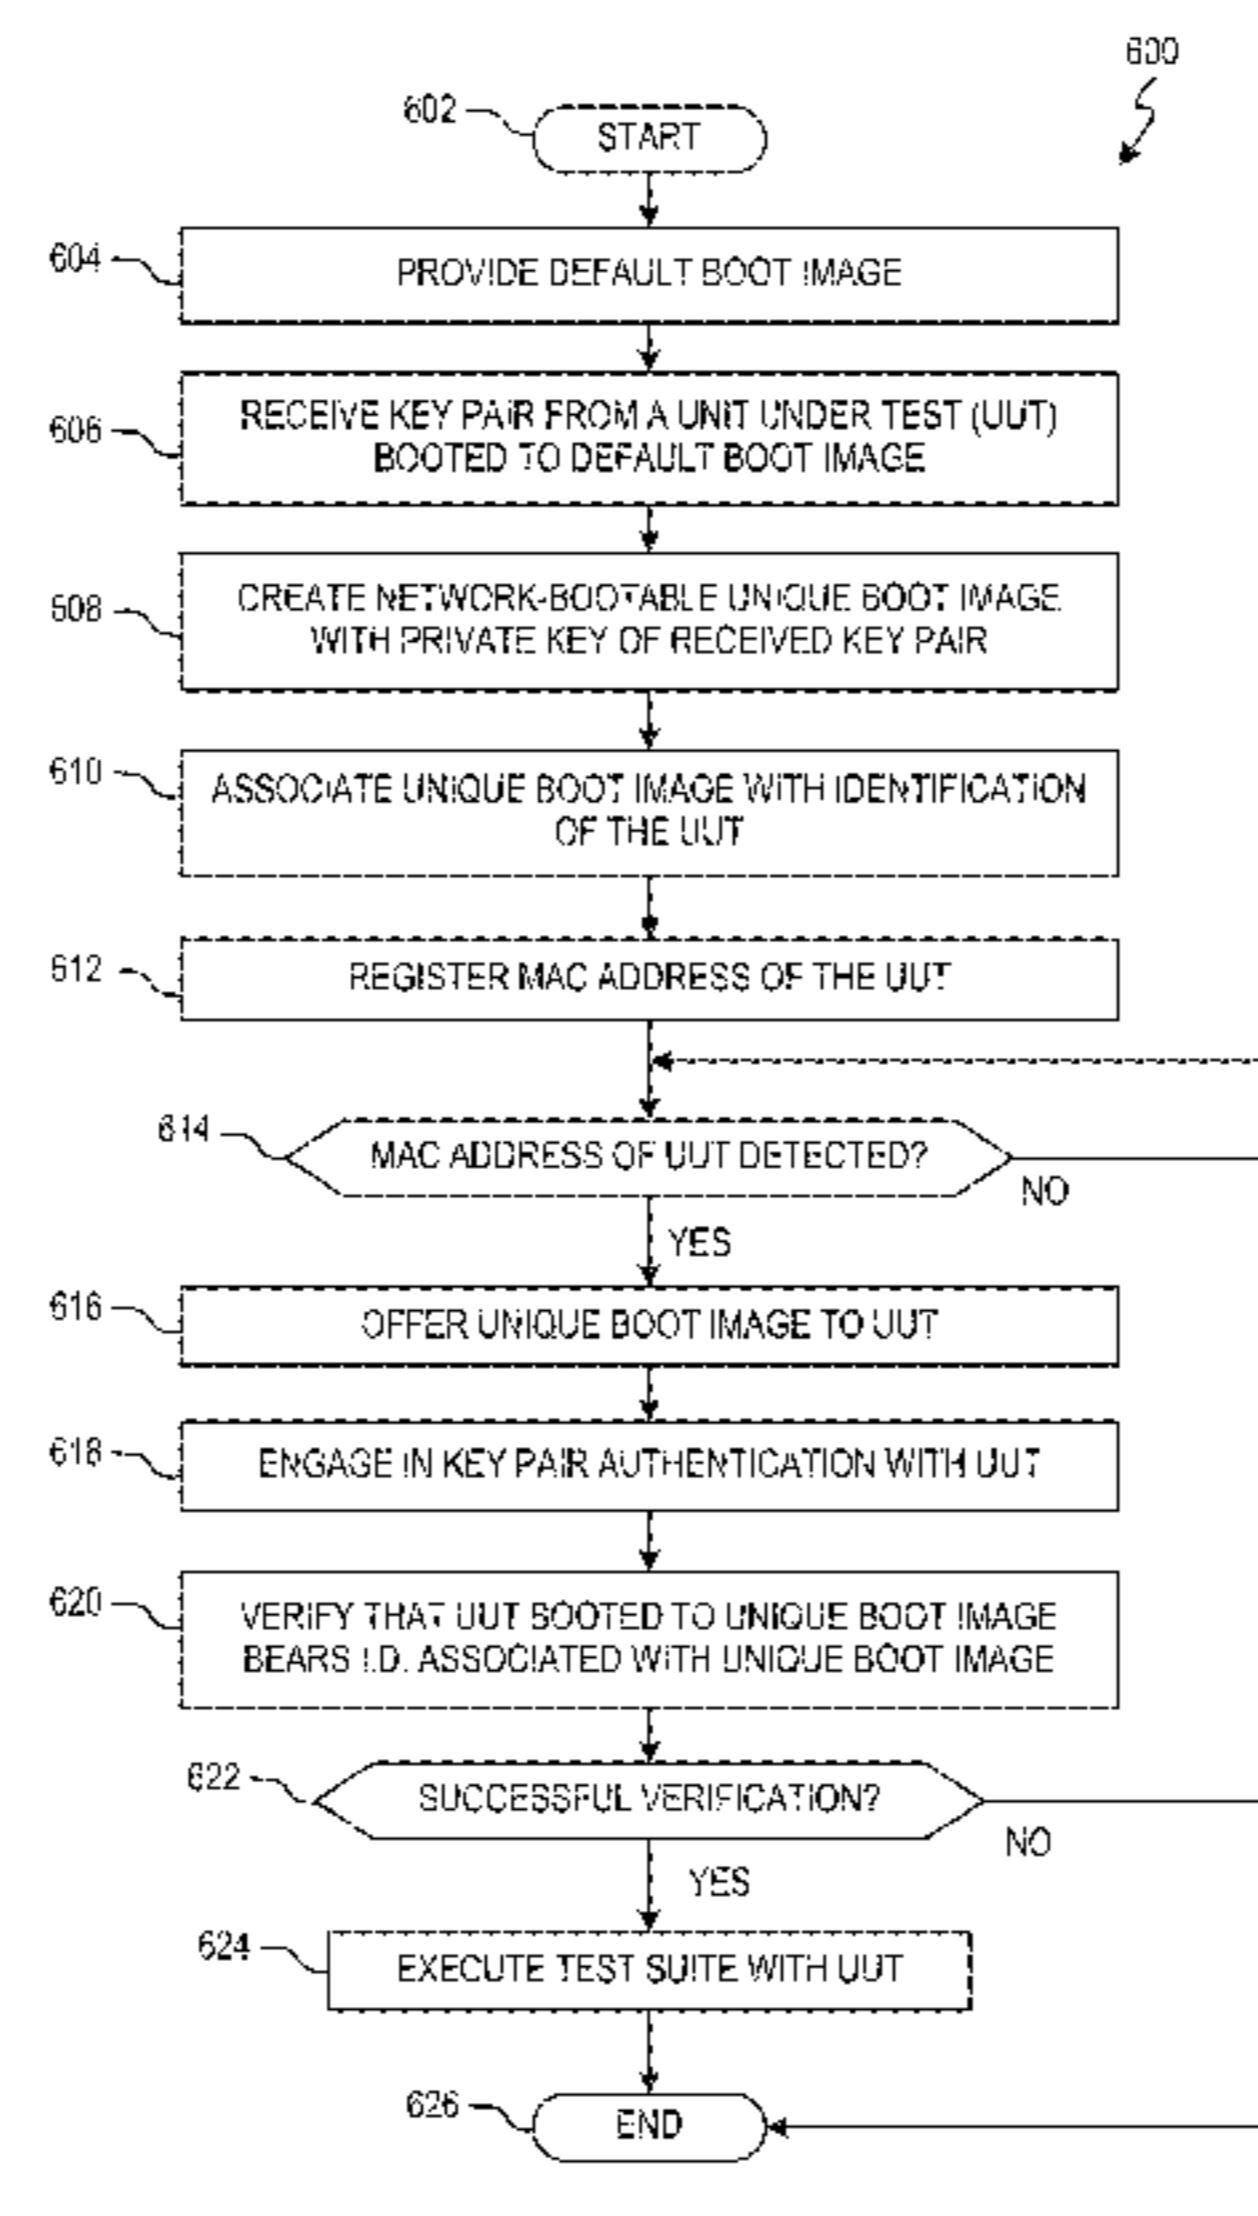 600
602
START
604
PROVIDE DEFAULT BOOT IMAGE
606
RECEIVE KEY PAIR FROM A UNIT UNDER TEST (UUT)
BOOTED TO DEFAULT BOOT IMAGE
608
CREATE NETWORK-BOOTABLE UNIQUE BOOT IMAGE
WITH PRIVATE KEY OF RECEIVED KEY PAIR
610
ASSOCIATE UNIQUE BOOT IMAGE WITH IDENTIFICATION
OF THE UUT
612
REGISTER MAC ADDRESS OF THE UUT
614
MAC ADDRESS OF UUT DETECTED?
NO
YES
616
OFFER UNIQUE BOOT IMAGE TO UUT
618
ENGAGE IN KEY PAIR AUTHENTICATION WITH UUT
620
VERIFY THAT UUT BOOTED TO UNIQUE BOOT IMAGE
BEARS I.D. ASSOCIATED WITH UNIQUE BOOT IMAGE
622
SUCCESSFUL VERIFICATION?
NO
YES
624
EXECUTE TEST SUITE WITH UUT
626
END